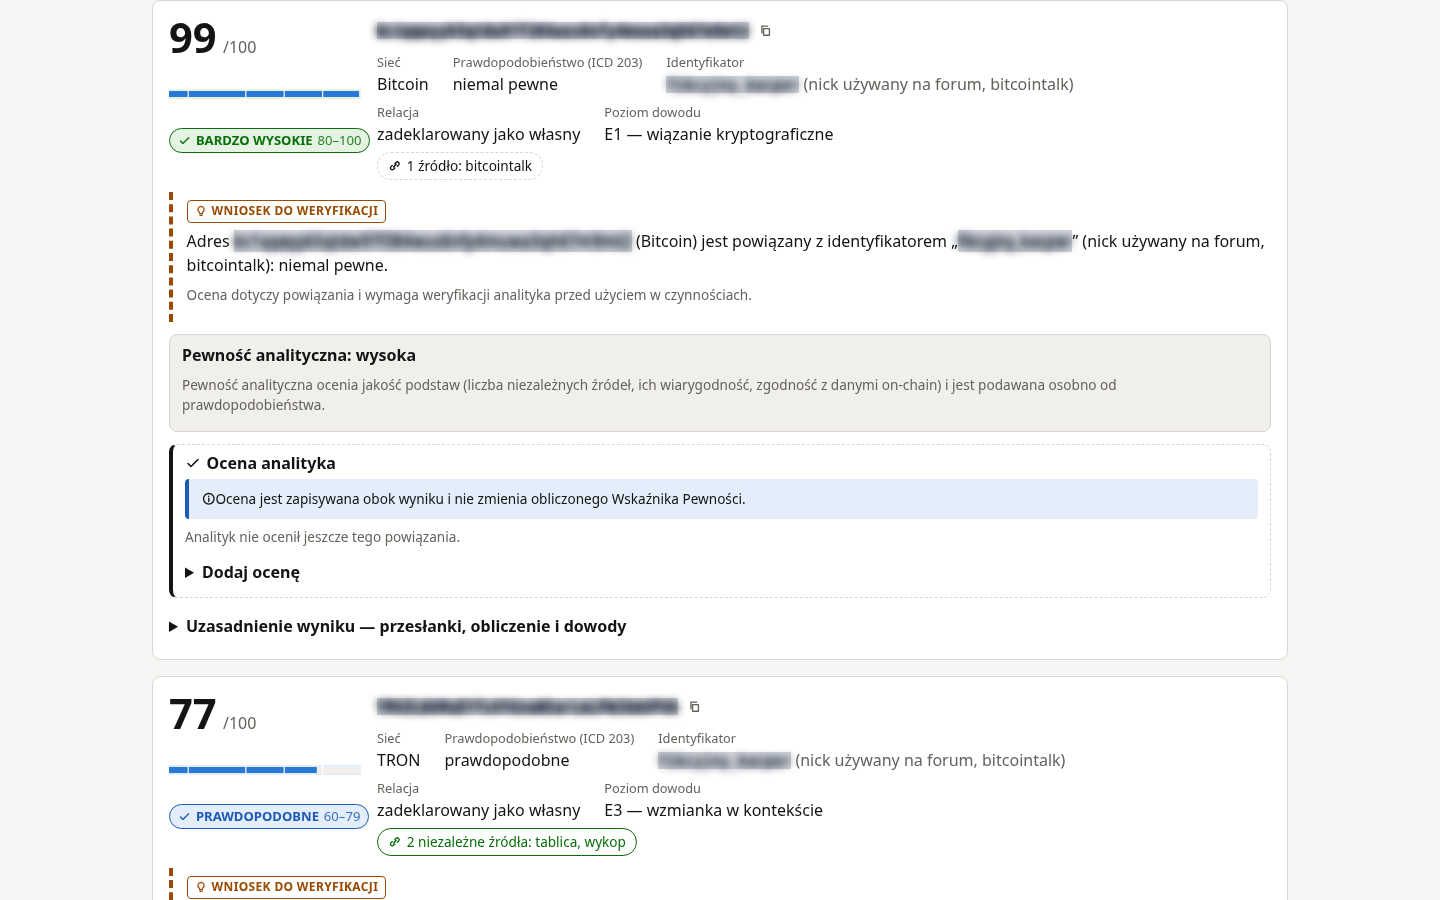 99 /100
Sieć Prawdopodobieństwo (ICD 203) Identyfikator
Bitcoin niemal pewne (nick używany na forum, bitcointalk)
Relacja Poziom dowodu
BARDZO WYSOKIE 80–100 zadeklarowany jako własny E1 — wiązanie kryptograficzne
1 źródło: bitcointalk
WNIOSEK DO WERYFIKACJI
Adres (Bitcoin) jest powiązany z identyfikatorem „ ” (nick używany na forum,
bitcointalk): niemal pewne.
Ocena dotyczy powiązania i wymaga weryfikacji analityka przed użyciem w czynnościach.
Pewność analityczna: wysoka
Pewność analityczna ocenia jakość podstaw (liczba niezależnych źródeł, ich wiarygodność, zgodność z danymi on-chain) i jest podawana osobno od
prawdopodobieństwa.
Ocena analityka
Ocena jest zapisywana obok wyniku i nie zmienia obliczonego Wskaźnika Pewności.
Analityk nie ocenił jeszcze tego powiązania.
Dodaj ocenę
Uzasadnienie wyniku — przesłanki, obliczenie i dowody
77 /100
Sieć Prawdopodobieństwo (ICD 203) Identyfikator
TRON prawdopodobne (nick używany na forum, bitcointalk)
Relacja Poziom dowodu
PRAWDOPODOBNE 60–79 zadeklarowany jako własny E3 — wzmianka w kontekście
2 niezależne źródła: tablica, wykop
WNIOSEK DO WERYFIKACJI